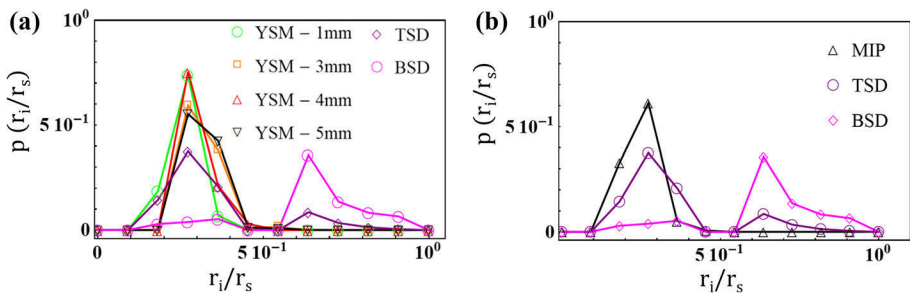 (a)
10⁰
p (rᵢ/rₛ)
5 10⁻¹
0
YSM – 1mm
YSM – 3mm
YSM – 4mm
YSM – 5mm
TSD
BSD
0
5 10⁻¹
10⁰
rᵢ/rₛ
(b)
10⁰
p (rᵢ/rₛ)
5 10⁻¹
0
MIP
TSD
BSD
0
5 10⁻¹
10⁰
rᵢ/rₛ